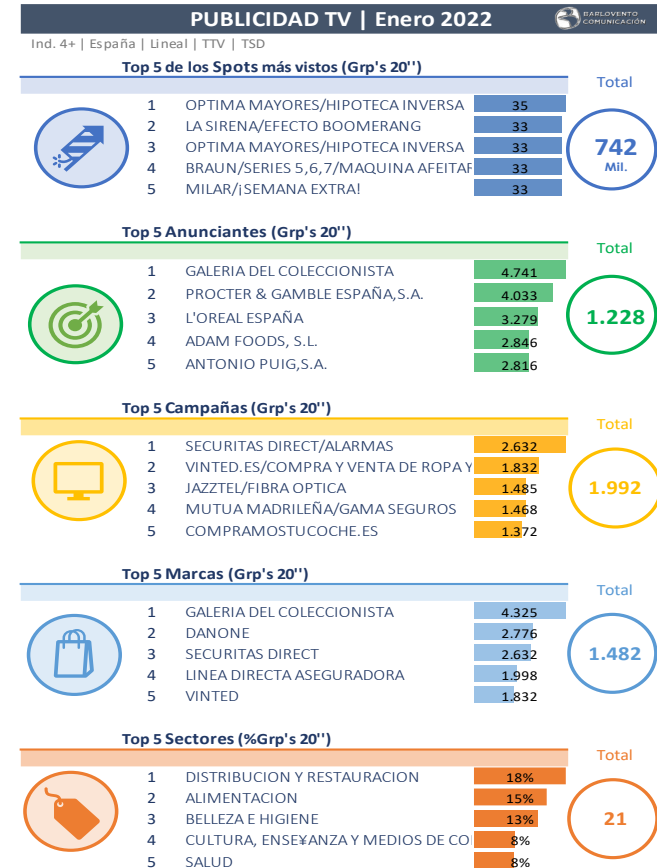 PUBLICIDAD TV | Enero 2022
BARLOVENTO
COMUNICACIÓN
Ind. 4+ | España | Lineal | TTV | TSD
Top 5 de los Spots más vistos (Grp's 20'')
Total
1 OPTIMA MAYORES/HIPOTECA INVERSA 35
2 LA SIRENA/EFECTO BOOMERANG 33
3 OPTIMA MAYORES/HIPOTECA INVERSA 33
4 BRAUN/SERIES 5,6,7/MAQUINA AFEITAR 33
5 MILAR/¡SEMANA EXTRA! 33
742
Mil.
Top 5 Anunciantes (Grp's 20'')
Total
1 GALERIA DEL COLECCIONISTA 4.741
2 PROCTER & GAMBLE ESPAÑA,S.A. 4.033
3 L'OREAL ESPAÑA 3.279
4 ADAM FOODS, S.L. 2.846
5 ANTONIO PUIG,S.A. 2.816
1.228
Top 5 Campañas (Grp's 20'')
Total
1 SECURITAS DIRECT/ALARMAS 2.632
2 VINTED.ES/COMPRA Y VENTA DE ROPA Y 1.832
3 JAZZTEL/FIBRA OPTICA 1.485
4 MUTUA MADRILEÑA/GAMA SEGUROS 1.468
5 COMPRAMOSTUCOCHE.ES 1.372
1.992
Top 5 Marcas (Grp's 20'')
Total
1 GALERIA DEL COLECCIONISTA 4.325
2 DANONE 2.776
3 SECURITAS DIRECT 2.632
4 LINEA DIRECTA ASEGURADORA 1.998
5 VINTED 1.832
1.482
Top 5 Sectores (%Grp's 20'')
Total
1 DISTRIBUCION Y RESTAURACION 18%
2 ALIMENTACION 15%
3 BELLEZA E HIGIENE 13%
4 CULTURA, ENSE¥ANZA Y MEDIOS DE CO 8%
5 SALUD 8%
21